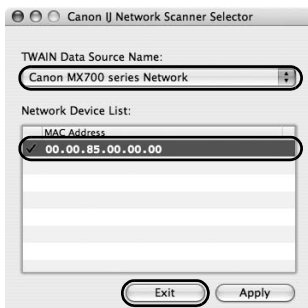 Canon IJ Network Scanner Selector
TWAIN Data Source Name:
Canon MX700 series Network
Network Device List:
MAC Address
✓ 00.00.85.00.00.00
Exit Apply